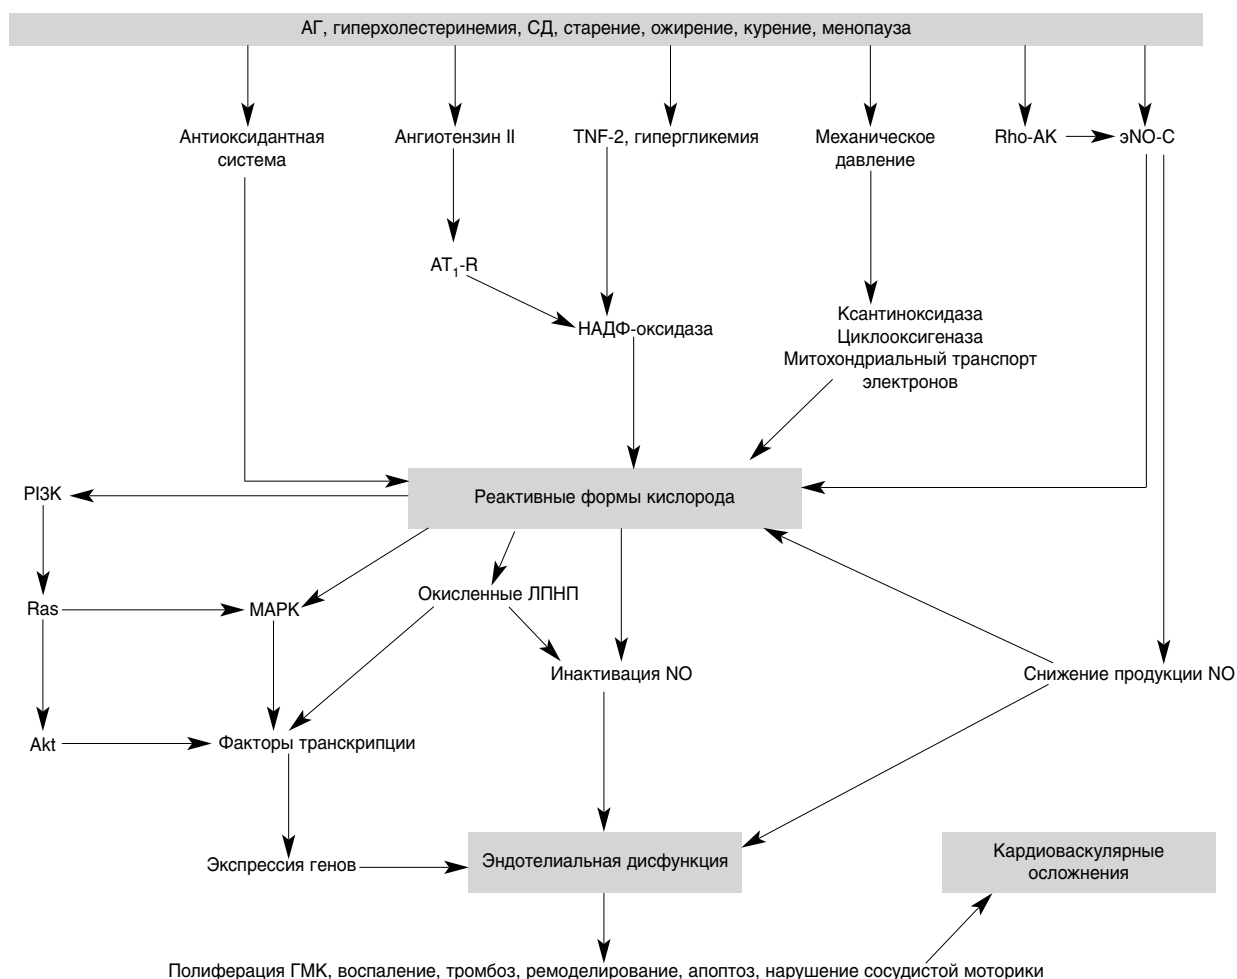 АГ, гиперхолестеринемия, СД, старение, ожирение, курение, менопауза
Антиоксидантная
система
Ангиотензин II
TNF-2, гипергликемия
Механическое
давление
Rho-АК
эNO-С
AT1-R
НАДФ-оксидаза
Ксантиноксидаза
Циклооксигеназа
Митохондриальный транспорт
электронов
PI3K
Реактивные формы кислорода
Ras
МАРК
Окисленные ЛПНП
Инактивация NO
Снижение продукции NO
Akt
Факторы транскрипции
Экспрессия генов
Эндотелиальная дисфункция
Кардиоваскулярные
осложнения
Полиферация ГМК, воспаление, тромбоз, ремоделирование, апоптоз, нарушение сосудистой моторики